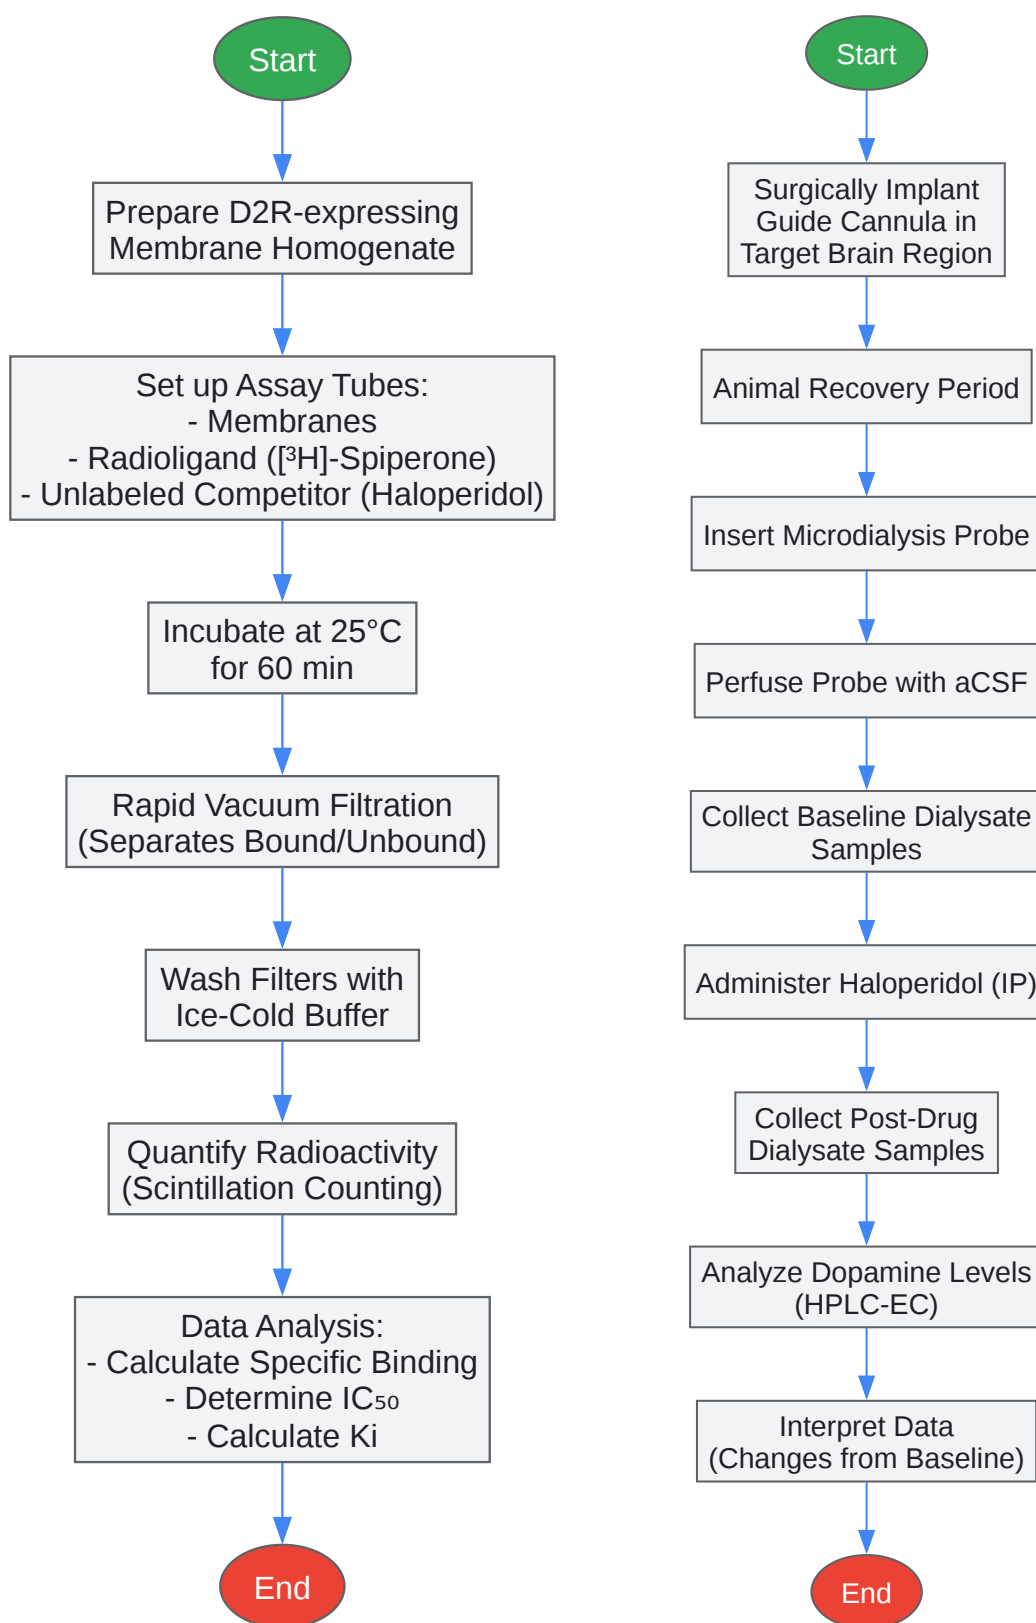 Start
Prepare D2R-expressing
Membrane Homogenate
Set up Assay Tubes:
- Membranes
- Radioligand ([³H]-Spiperone)
- Unlabeled Competitor (Haloperidol)
Incubate at 25°C
for 60 min
Rapid Vacuum Filtration
(Separates Bound/Unbound)
Wash Filters with
Ice-Cold Buffer
Quantify Radioactivity
(Scintillation Counting)
Data Analysis:
- Calculate Specific Binding
- Determine IC₅₀
- Calculate Ki
End
Start
Surgically Implant
Guide Cannula in
Target Brain Region
Animal Recovery Period
Insert Microdialysis Probe
Perfuse Probe with aCSF
Collect Baseline Dialysate
Samples
Administer Haloperidol (IP)
Collect Post-Drug
Dialysate Samples
Analyze Dopamine Levels
(HPLC-EC)
Interpret Data
(Changes from Baseline)
End